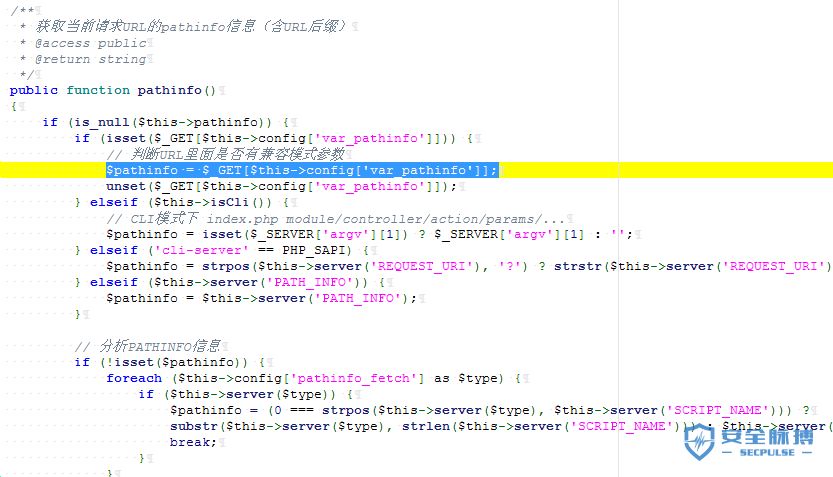 /**
* 获取当前请求URL的pathinfo信息（含URL后缀）
* @access public
* @return string
*/
public function pathinfo()
{
if (is_null($this->pathinfo)) {
if (isset($_GET[$this->config['var_pathinfo']])) {
// 判断URL里面是否有兼容模式参数
$pathinfo = $_GET[$this->config['var_pathinfo']];
unset($_GET[$this->config['var_pathinfo']]);
} elseif ($this->isCli()) {
// CLI模式下 index.php module/controller/action/params/...
$pathinfo = isset($_SERVER['argv'][1]) ? $_SERVER['argv'][1] : '';
} elseif ('cli-server' == PHP_SAPI) {
$pathinfo = strpos($this->server('REQUEST_URI'), '?') ? strstr($this->server('REQUEST_URI')
} elseif ($this->server('PATH_INFO')) {
$pathinfo = $this->server('PATH_INFO');
}
// 分析PATHINFO信息
if (!isset($pathinfo)) {
foreach ($this->config['pathinfo_fetch'] as $type) {
if ($this->server($type)) {
$pathinfo = (0 === strpos($this->server($type), $this->server('SCRIPT_NAME'))) ?
substr($this->server($type), strlen($this->server('SCRIPT_NAME'))) : $this->server(
break;
}
}
安全脉搏
SECPULSE